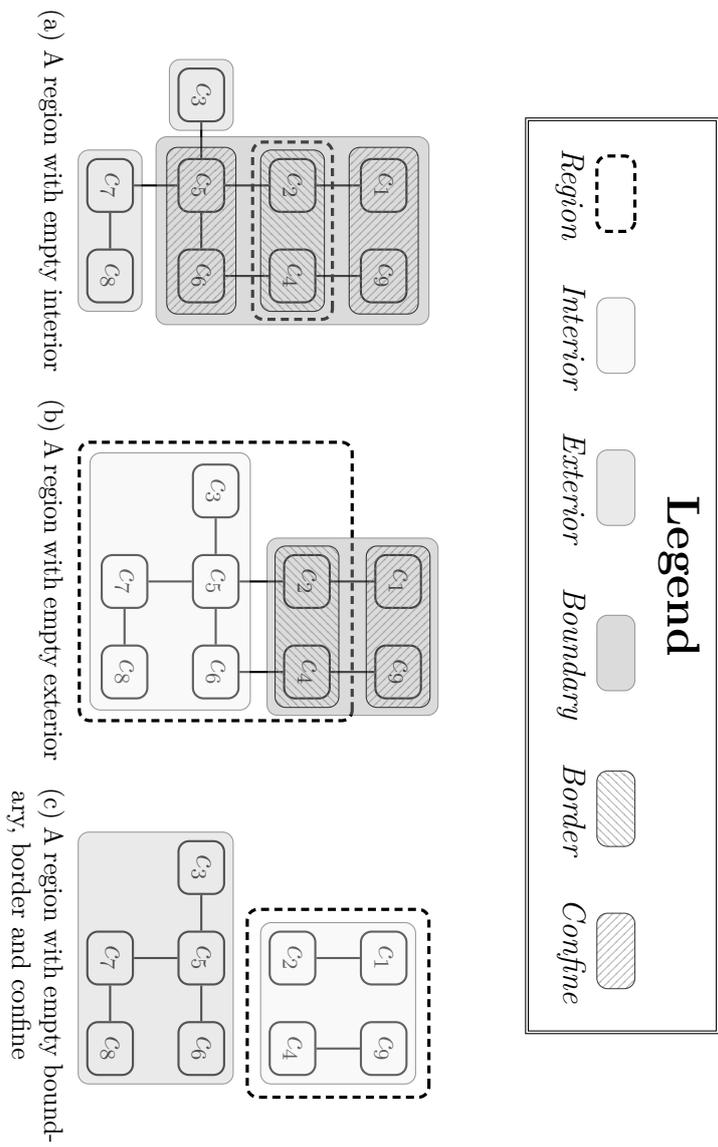 Legend
Region Interior Exterior Boundary Border Confine
c1 c9
c2 c4
c3 c5 c6
c7 c8
(a) A region with empty interior
c1 c9
c2 c4
c3 c5 c6
c7 c8
(b) A region with empty exterior
c1 c9
c2 c4
c3 c5 c6
c7 c8
(c) A region with empty bound-
ary, border and confine